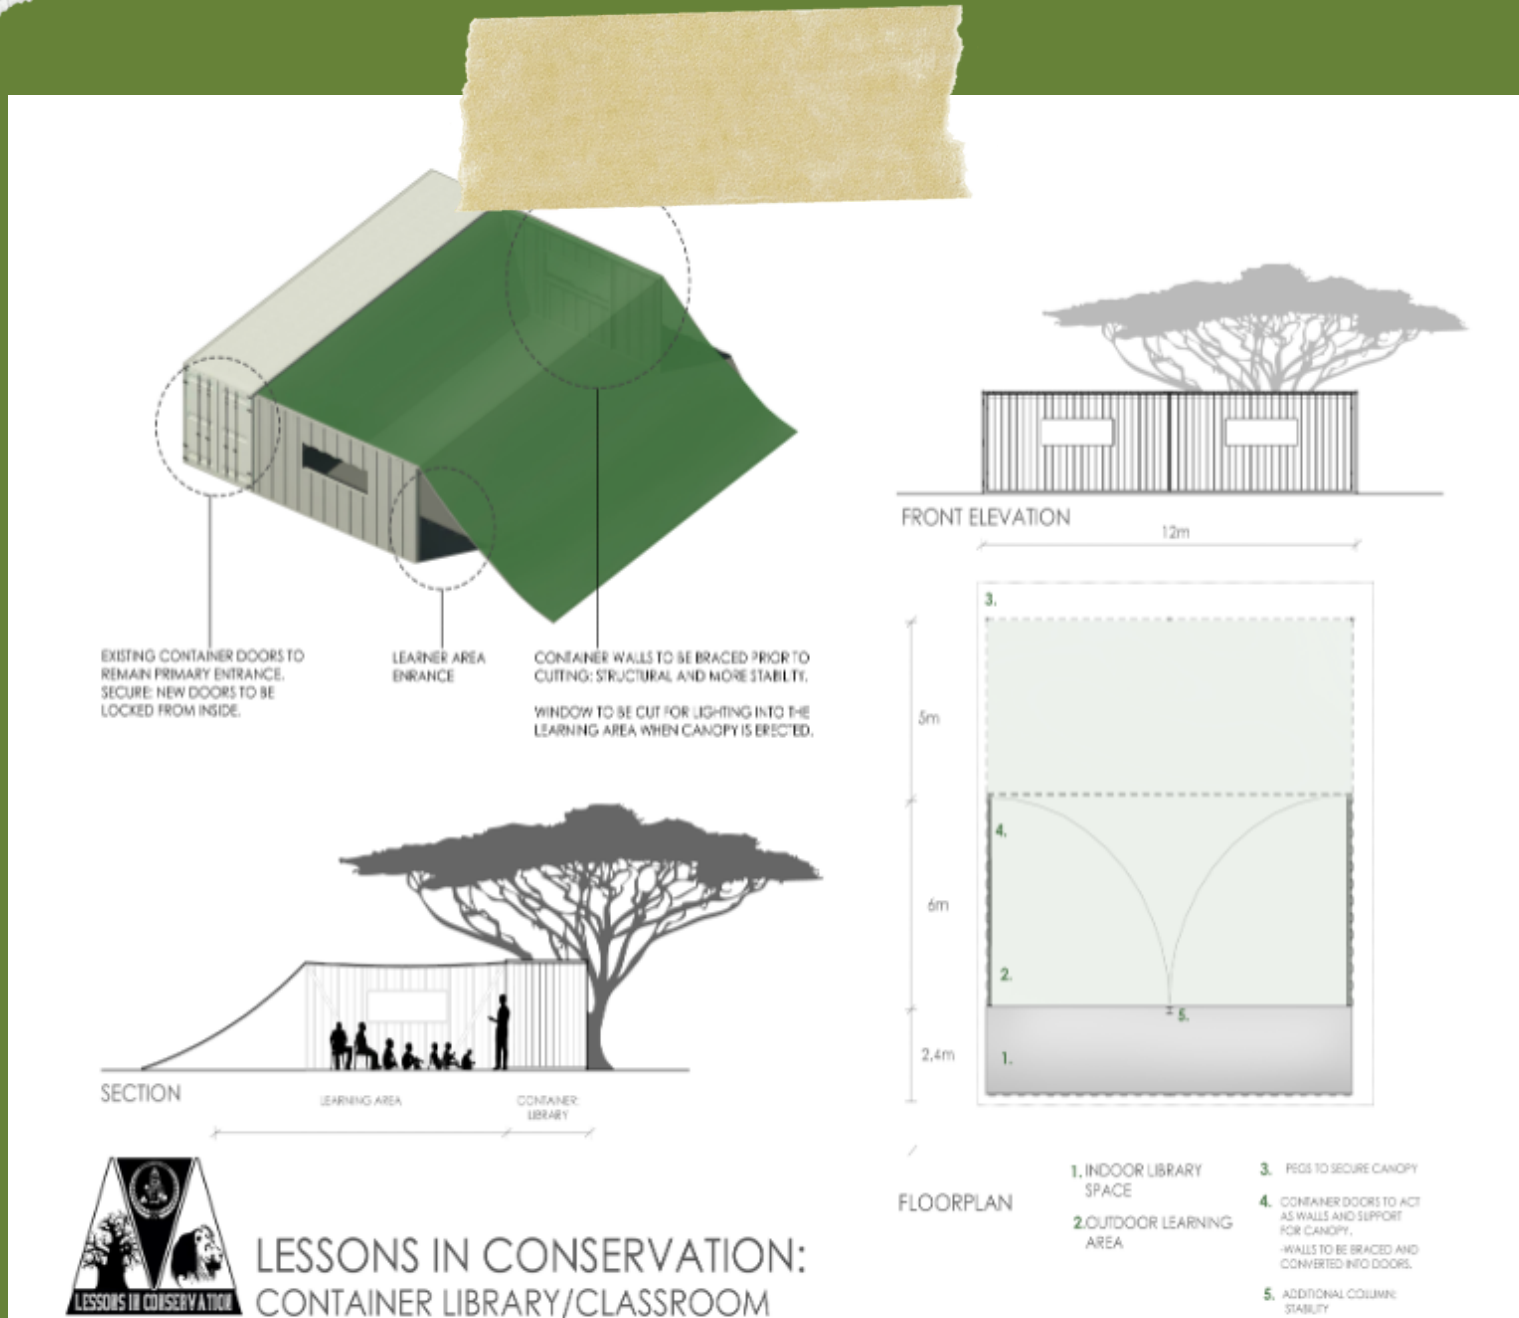 EXISTING CONTAINER DOORS TO
REMAIN PRIMARY ENTRANCE.
SECURE: NEW DOORS TO BE
LOCKED FROM INSIDE.
LEARNER AREA
ENRANCE
CONTAINER WALLS TO BE BRACED PRIOR TO
CUTTING: STRUCTURAL AND MORE STABILTY.
WINDOW TO BE CUT FOR LIGHTING INTO THE
LEARNING AREA WHEN CANOPY IS ERECTED.
FRONT ELEVATION
12m
3.
5m
4.
6m
2.
5.
2,4m
1.
SECTION
LEARNING AREA
CONTAINER:
LIBRARY
FLOORPLAN
1. INDOOR LIBRARY
SPACE
2.OUTDOOR LEARNING
AREA
3. PEGS TO SECURE CANOPY
4. CONTAINER DOORS TO ACT
AS WALLS AND SUPPORT
FOR CANOPY.
-WALLS TO BE BRACED AND
CONVERTED INTO DOORS.
5. ADDITIONAL COLUMN:
STABILITY
LESSONS IN CONSERVATION
LESSONS IN CONSERVATION:
CONTAINER LIBRARY/CLASSROOM